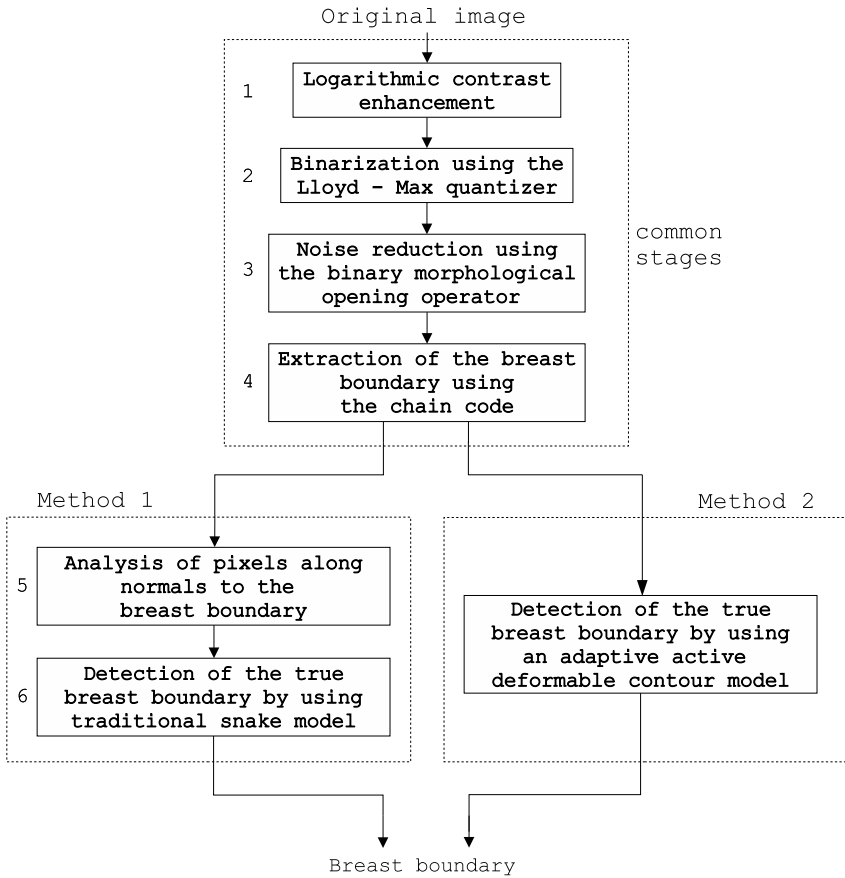 Original image
1
Logarithmic contrast
enhancement
2
Binarization using the
Lloyd – Max quantizer
common
stages
3
Noise reduction using
the binary morphological
opening operator
4
Extraction of the breast
boundary using
the chain code
Method 1
5
Analysis of pixels along
normals to the
breast boundary
6
Detection of the true
breast boundary by using
traditional snake model
Method 2
Detection of the true
breast boundary by using
an adaptive active
deformable contour model
Breast boundary